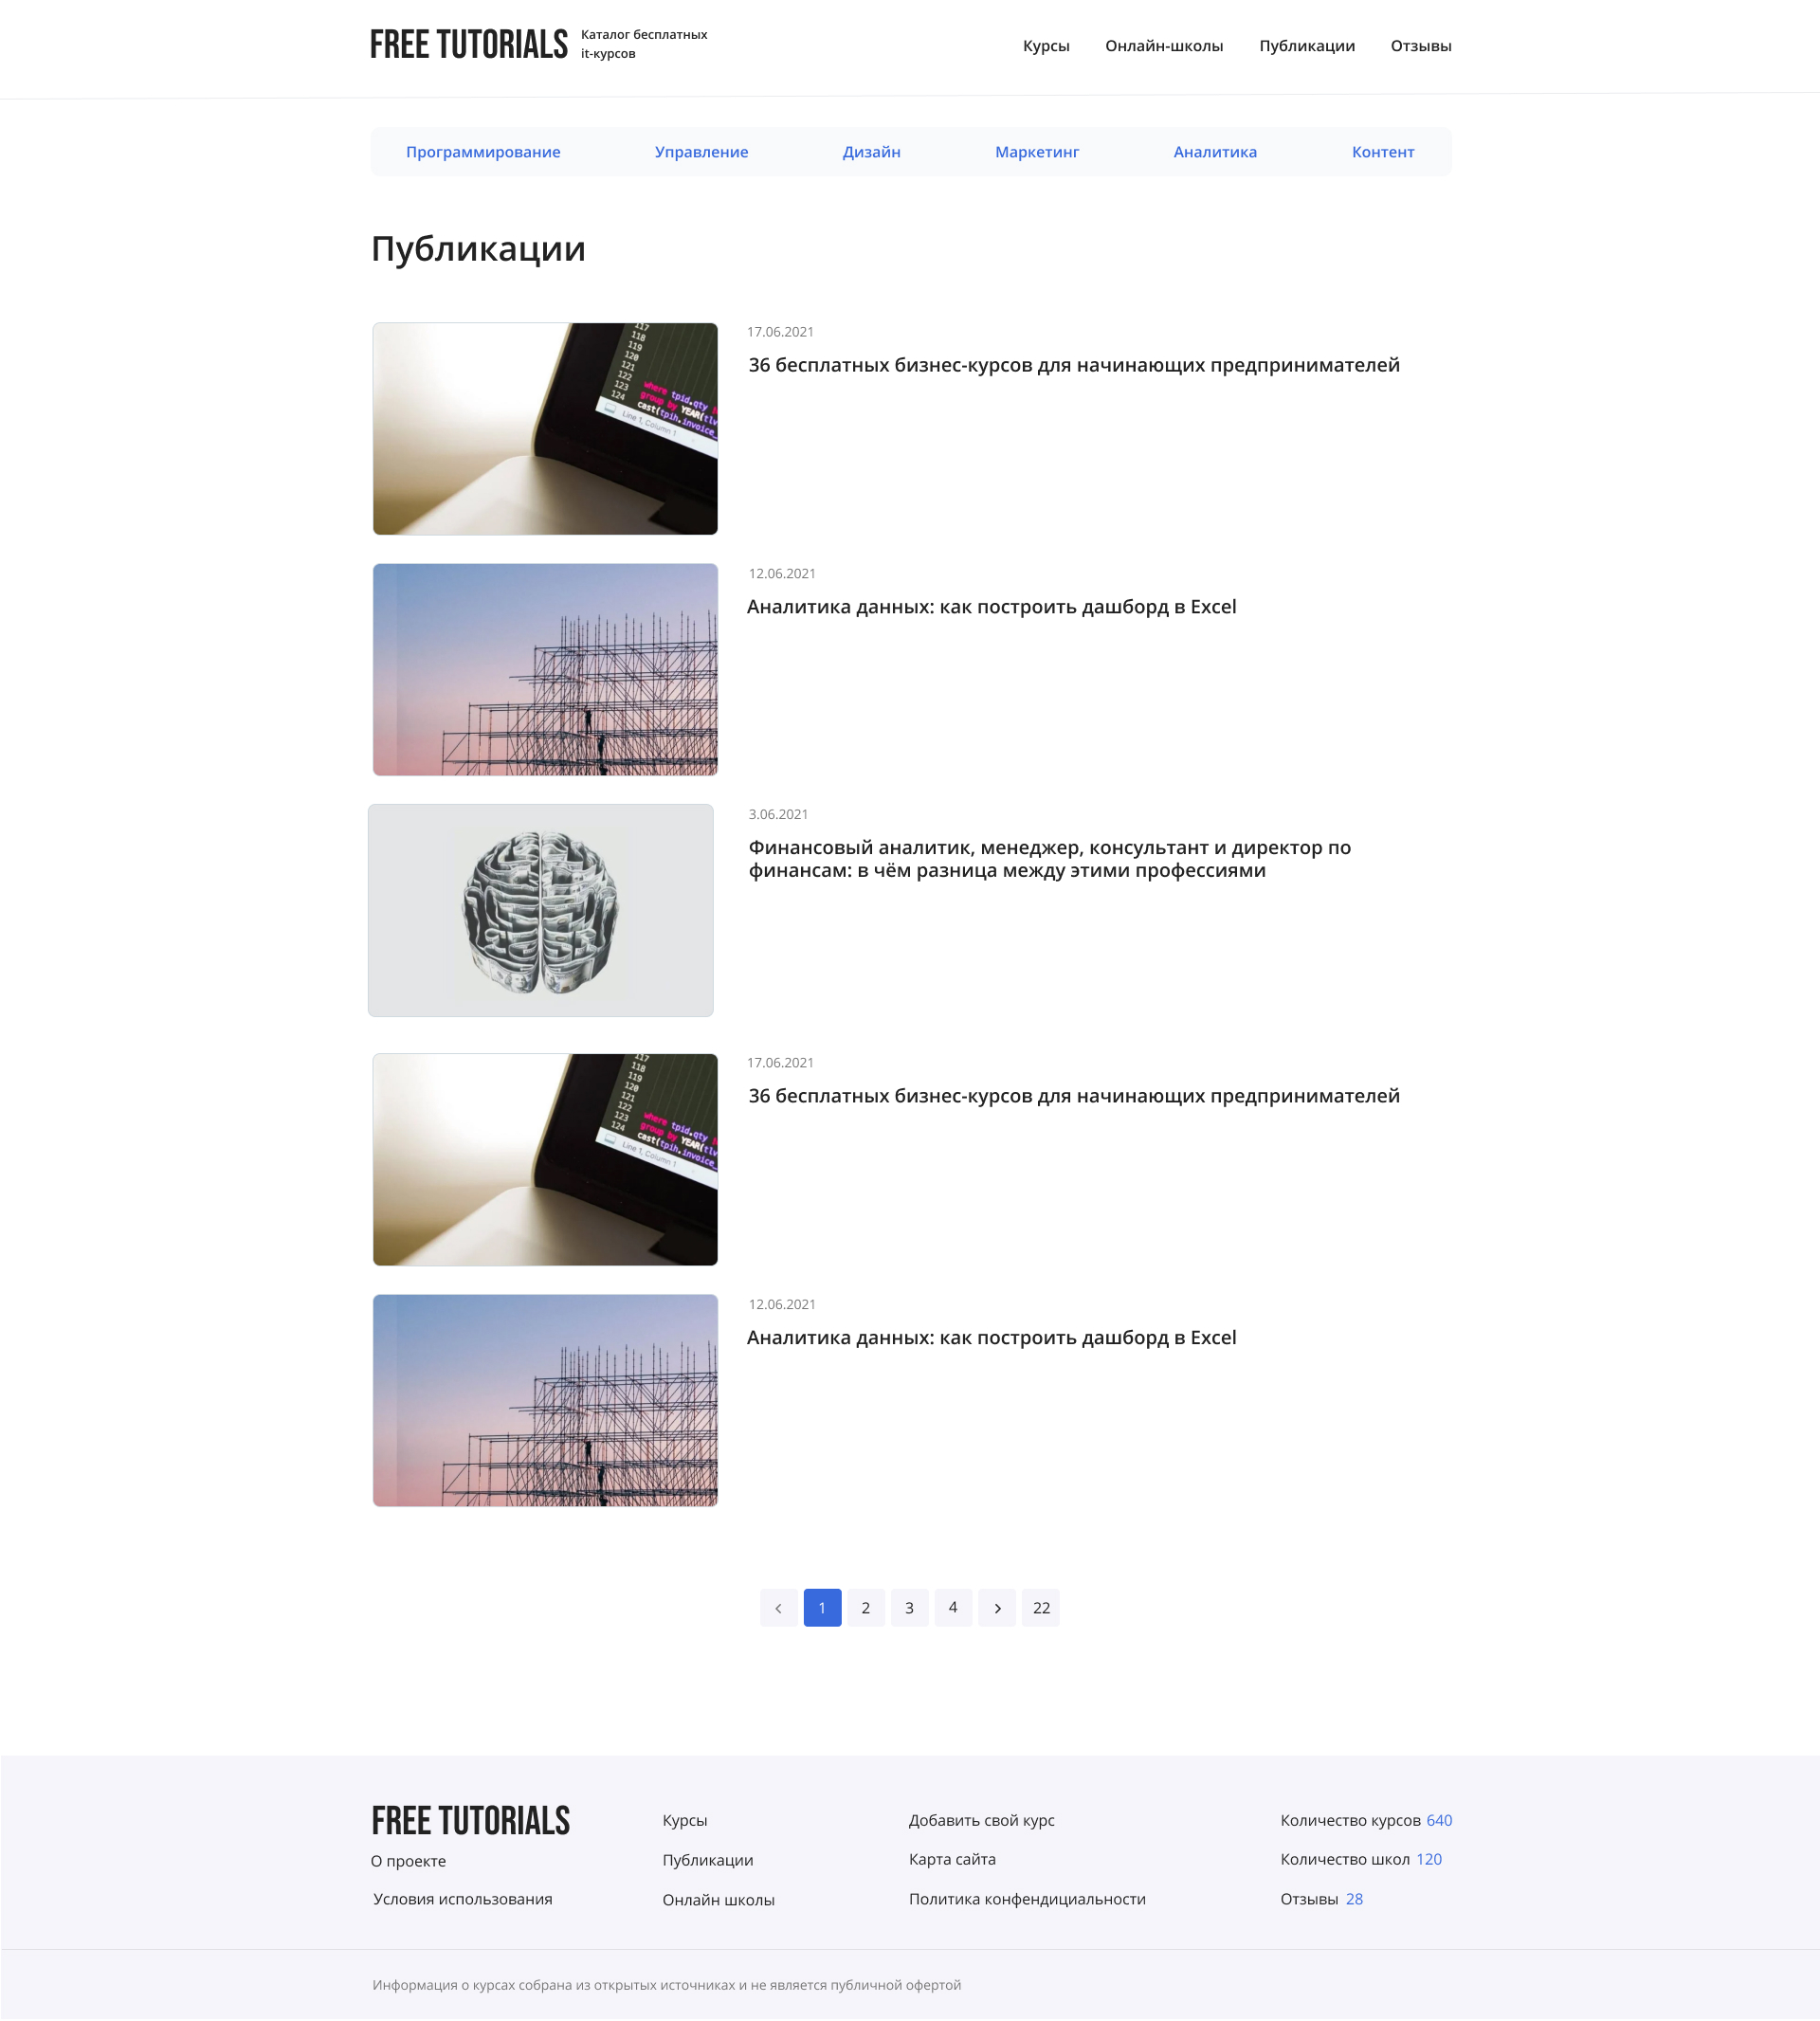 FREE TUTORIALS
Каталог бесплатных
it-курсов
Курсы Онлайн-школы Публикации Отзывы
Программирование Управление Дизайн Маркетинг Аналитика Контент
Публикации
117
118
119
120
121
122
123
124
where tpid.qty
group by YEAR(tlv
cast(tpih.invoice_
Line 1, Column 1
17.06.2021
36 бесплатных бизнес-курсов для начинающих предпринимателей
12.06.2021
Аналитика данных: как построить дашборд в Excel
3.06.2021
Финансовый аналитик, менеджер, консультант и директор по
финансам: в чём разница между этими профессиями
117
118
119
120
121
122
123
124
where tpid.qty
group by YEAR(tlv
cast(tpih.invoice_
Line 1, Column 1
17.06.2021
36 бесплатных бизнес-курсов для начинающих предпринимателей
12.06.2021
Аналитика данных: как построить дашборд в Excel
‹ 1 2 3 4 › 22
FREE TUTORIALS
О проекте
Условия использования
Курсы
Публикации
Онлайн школы
Добавить свой курс
Карта сайта
Политика конфендициальности
Количество курсов 640
Количество школ 120
Отзывы 28
Информация о курсах собрана из открытых источников и не является публичной офертой